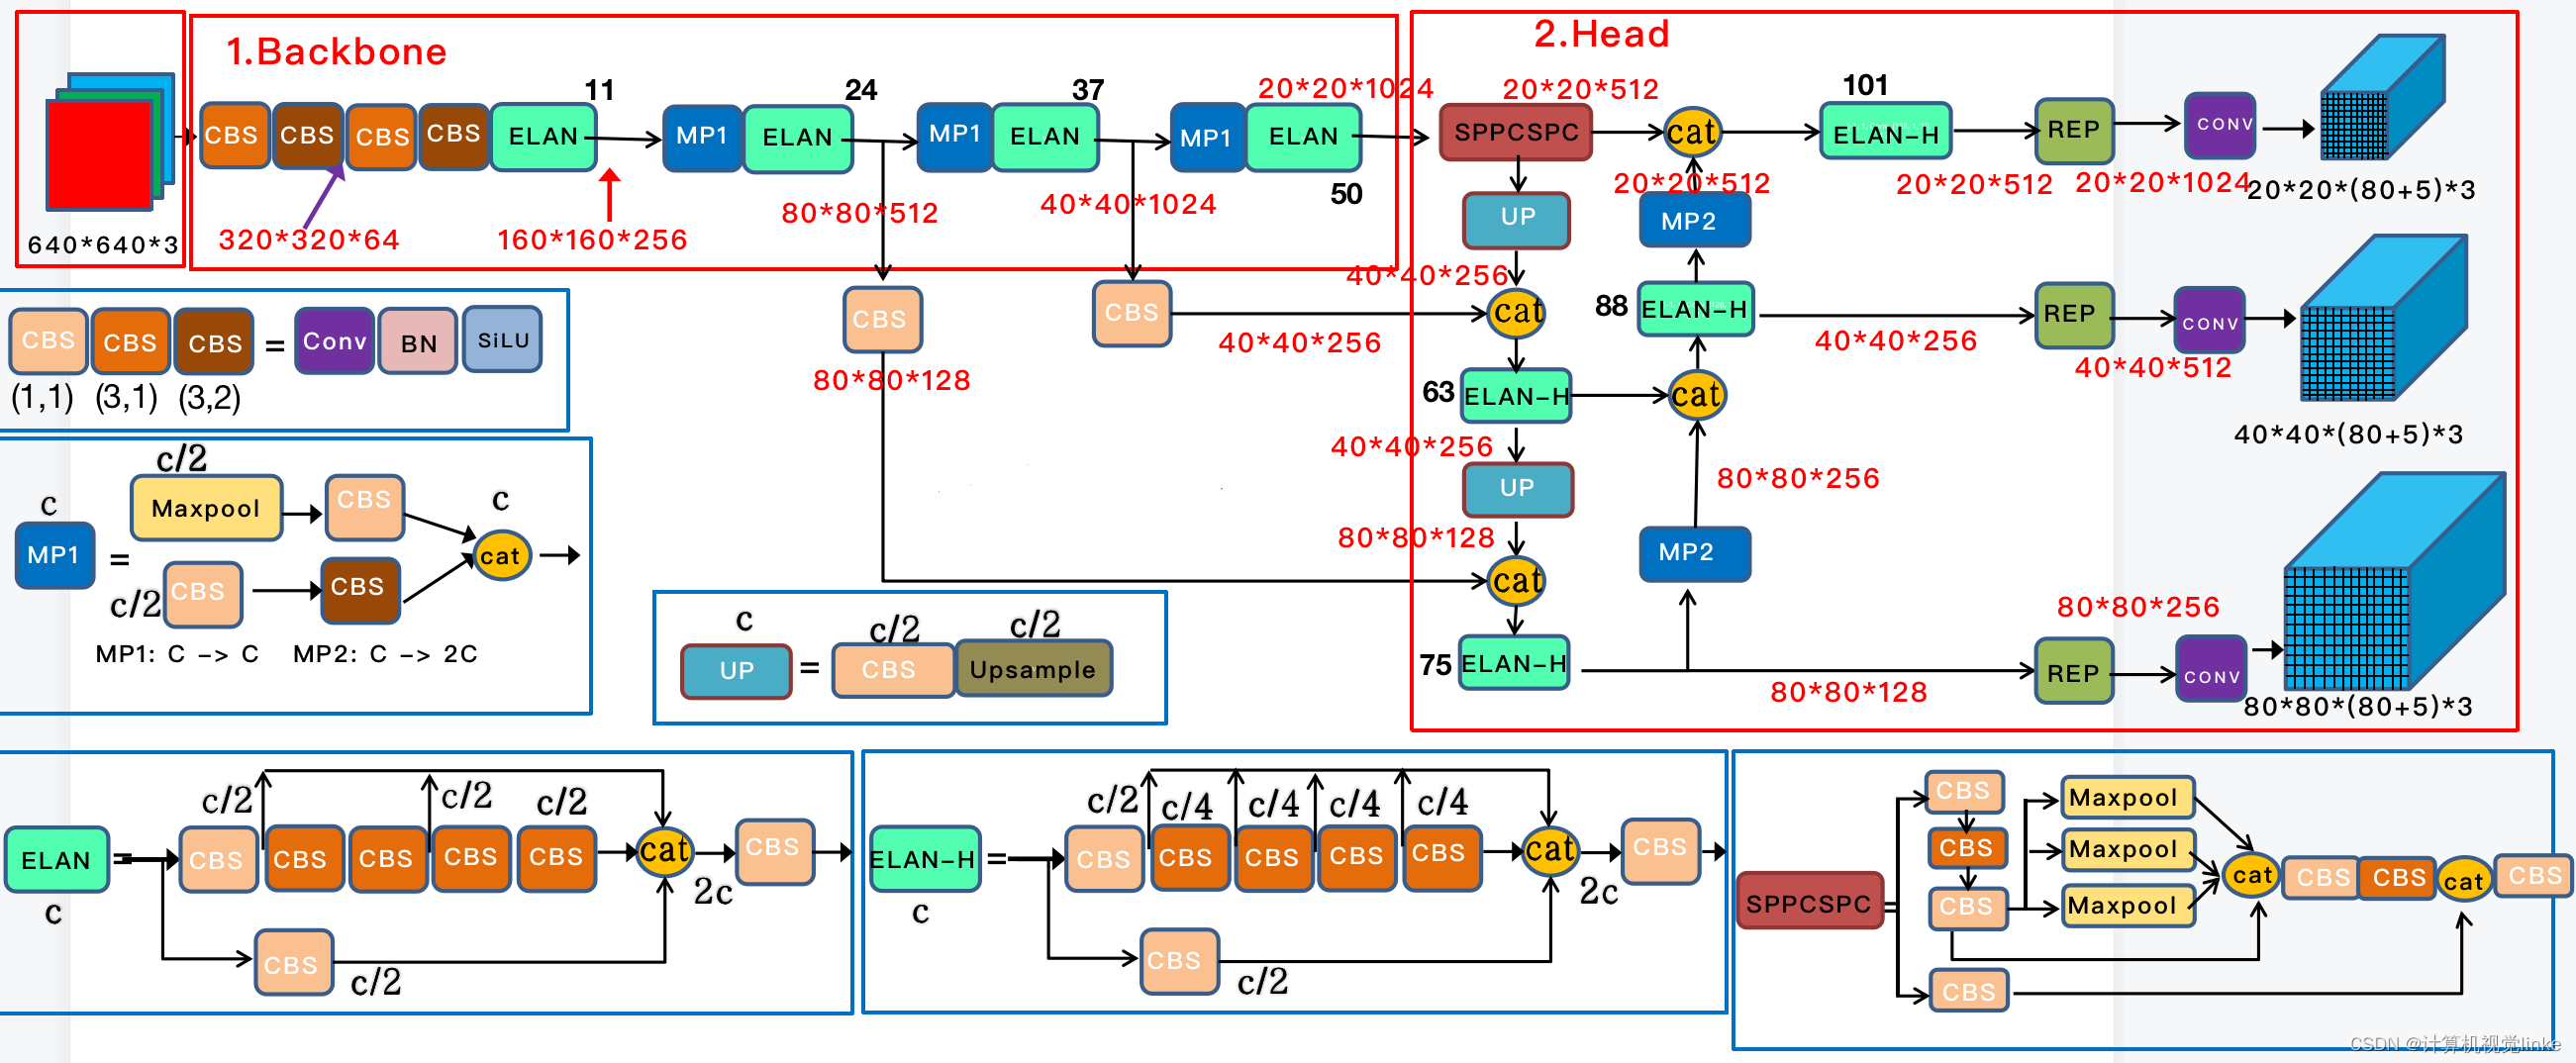 1.Backbone
2.Head
11
24
37
20*20*1024
20*20*512
101
CBS
CBS
CBS
CBS
ELAN
MP1
ELAN
MP1
ELAN
MP1
ELAN
SPPCSPC
cat
ELAN-H
REP
CONV
640*640*3
320*320*64
160*160*256
80*80*512
40*40*1024
50
20*20*512
20*20*512
20*20*1024
20*20*(80+5)*3
UP
MP2
40*40*256
CBS
CBS
cat
88
ELAN-H
REP
CONV
40*40*256
40*40*256
40*40*512
80*80*128
63
ELAN-H
cat
40*40*(80+5)*3
40*40*256
UP
80*80*256
80*80*128
MP2
cat
80*80*256
75
ELAN-H
80*80*128
REP
CONV
80*80*(80+5)*3
CBS
CBS
CBS
=
Conv
BN
SiLU
(1,1)
(3,1)
(3,2)
c/2
c
Maxpool
CBS
c
MP1
=
cat
c/2
CBS
CBS
MP1: C -> C
MP2: C -> 2C
c
c/2
c/2
UP
=
CBS
Upsample
c/2
c/2
c/2
ELAN
=
CBS
CBS
CBS
CBS
CBS
cat
CBS
c
2c
CBS
c/2
c/2
c/4
c/4
c/4
c/4
ELAN-H
=
CBS
CBS
CBS
CBS
CBS
cat
CBS
c
2c
CBS
c/2
CBS
Maxpool
CBS
Maxpool
SPPCSPC
=
CBS
Maxpool
cat
CBS
CBS
cat
CBS
CBS
CSDN @计算机视觉linke